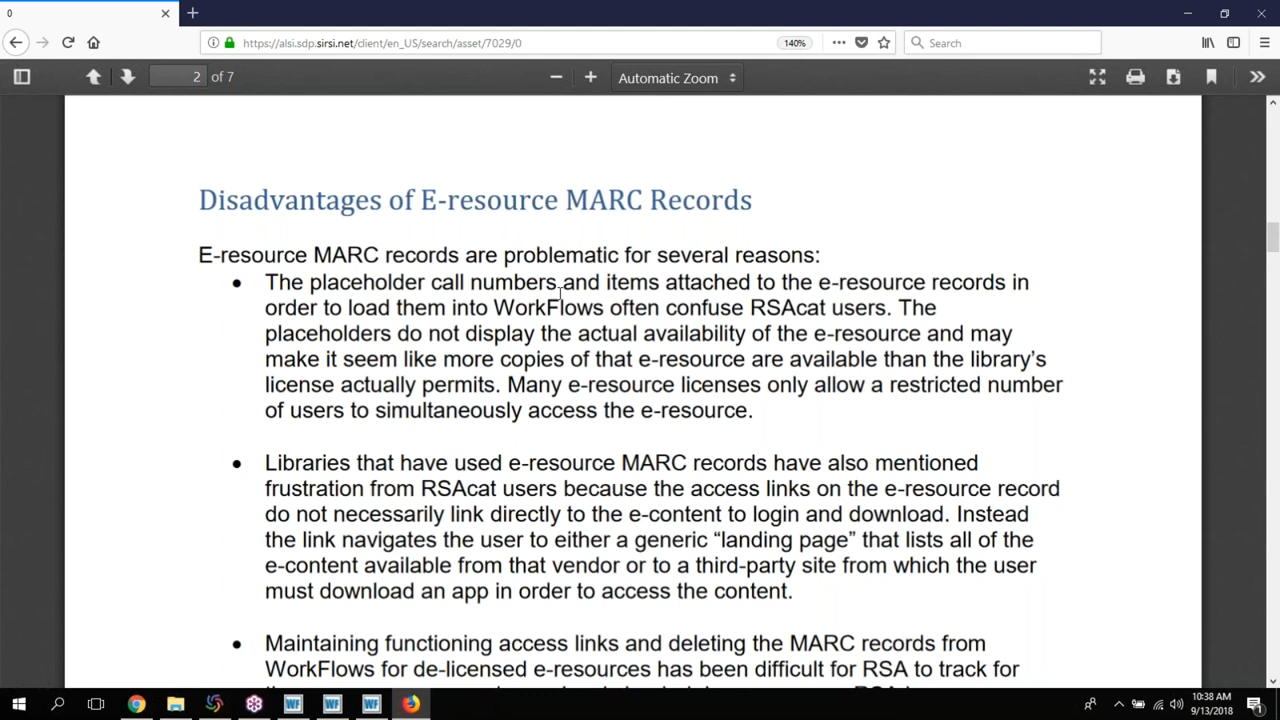 0
https://alsi.sdp.sirsi.net/client/en_US/search/asset/7029/0
140%
Search
2 of 7
Automatic Zoom
Disadvantages of E-resource MARC Records
E-resource MARC records are problematic for several reasons:
• The placeholder call numbers and items attached to the e-resource records in
order to load them into WorkFlows often confuse RSAcat users. The
placeholders do not display the actual availability of the e-resource and may
make it seem like more copies of that e-resource are available than the library’s
license actually permits. Many e-resource licenses only allow a restricted number
of users to simultaneously access the e-resource.
• Libraries that have used e-resource MARC records have also mentioned
frustration from RSAcat users because the access links on the e-resource record
do not necessarily link directly to the e-content to login and download. Instead
the link navigates the user to either a generic “landing page” that lists all of the
e-content available from that vendor or to a third-party site from which the user
must download an app in order to access the content.
• Maintaining functioning access links and deleting the MARC records from
WorkFlows for de-licensed e-resources has been difficult for RSA to track for
WF
WF
WF
10:38 AM
9/13/2018
1